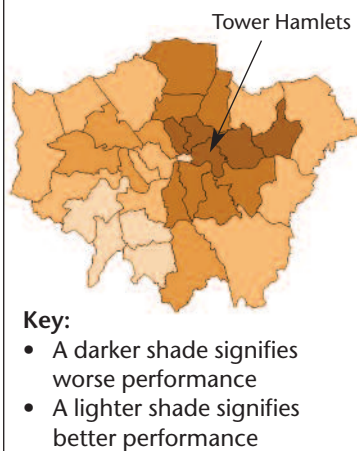 Tower Hamlets
Key:
• A darker shade signifies
worse performance
• A lighter shade signifies
better performance